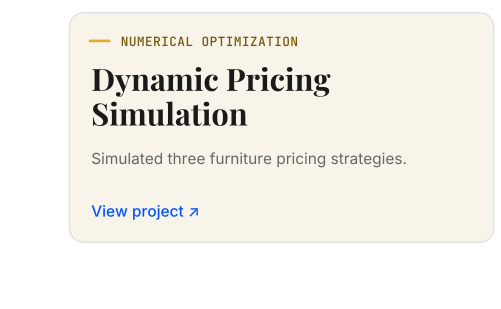 NUMERICAL OPTIMIZATION
Dynamic Pricing
Simulation
Simulated three furniture pricing strategies.
View project ↗